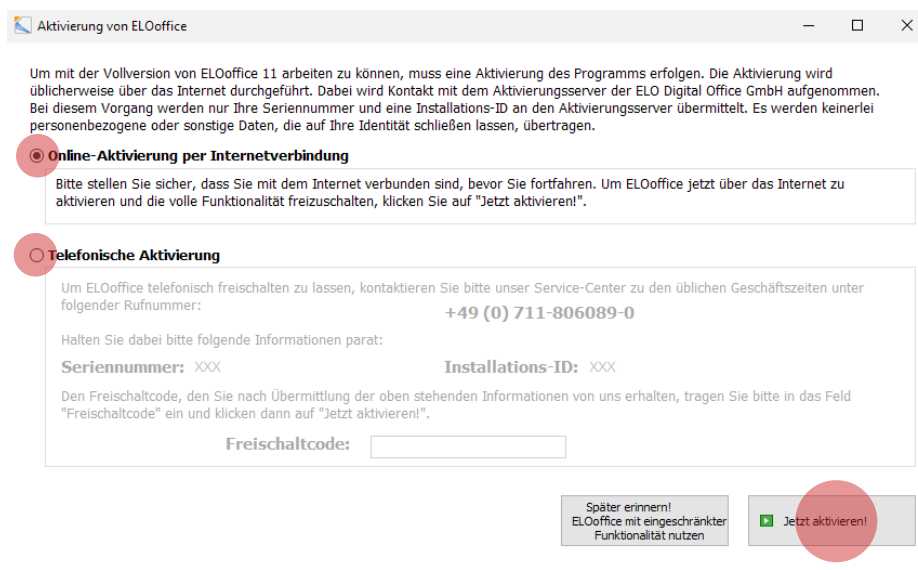 Aktivierung von ELOoffice
Um mit der Vollversion von ELOoffice 11 arbeiten zu können, muss eine Aktivierung des Programms erfolgen. Die Aktivierung wird
üblicherweise über das Internet durchgeführt. Dabei wird Kontakt mit dem Aktivierungsserver der ELO Digital Office GmbH aufgenommen.
Bei diesem Vorgang werden nur Ihre Seriennummer und eine Installations-ID an den Aktivierungsserver übermittelt. Es werden keinerlei
personenbezogene oder sonstige Daten, die auf Ihre Identität schließen lassen, übertragen.
Online-Aktivierung per Internetverbindung
Bitte stellen Sie sicher, dass Sie mit dem Internet verbunden sind, bevor Sie fortfahren. Um ELOoffice jetzt über das Internet zu
aktivieren und die volle Funktionalität freizuschalten, klicken Sie auf "Jetzt aktivieren!".
Telefonische Aktivierung
Um ELOoffice telefonisch freischalten zu lassen, kontaktieren Sie bitte unser Service-Center zu den üblichen Geschäftszeiten unter
folgender Rufnummer:
+49 (0) 711-806089-0
Halten Sie dabei bitte folgende Informationen parat:
Seriennummer: XXX Installations-ID: XXX
Den Freischaltcode, den Sie nach Übermittlung der oben stehenden Informationen von uns erhalten, tragen Sie bitte in das Feld
"Freischaltcode" ein und klicken dann auf "Jetzt aktivieren!".
Freischaltcode:
Später erinnern!
ELOoffice mit eingeschränkter
Funktionalität nutzen
Jetzt aktivieren!